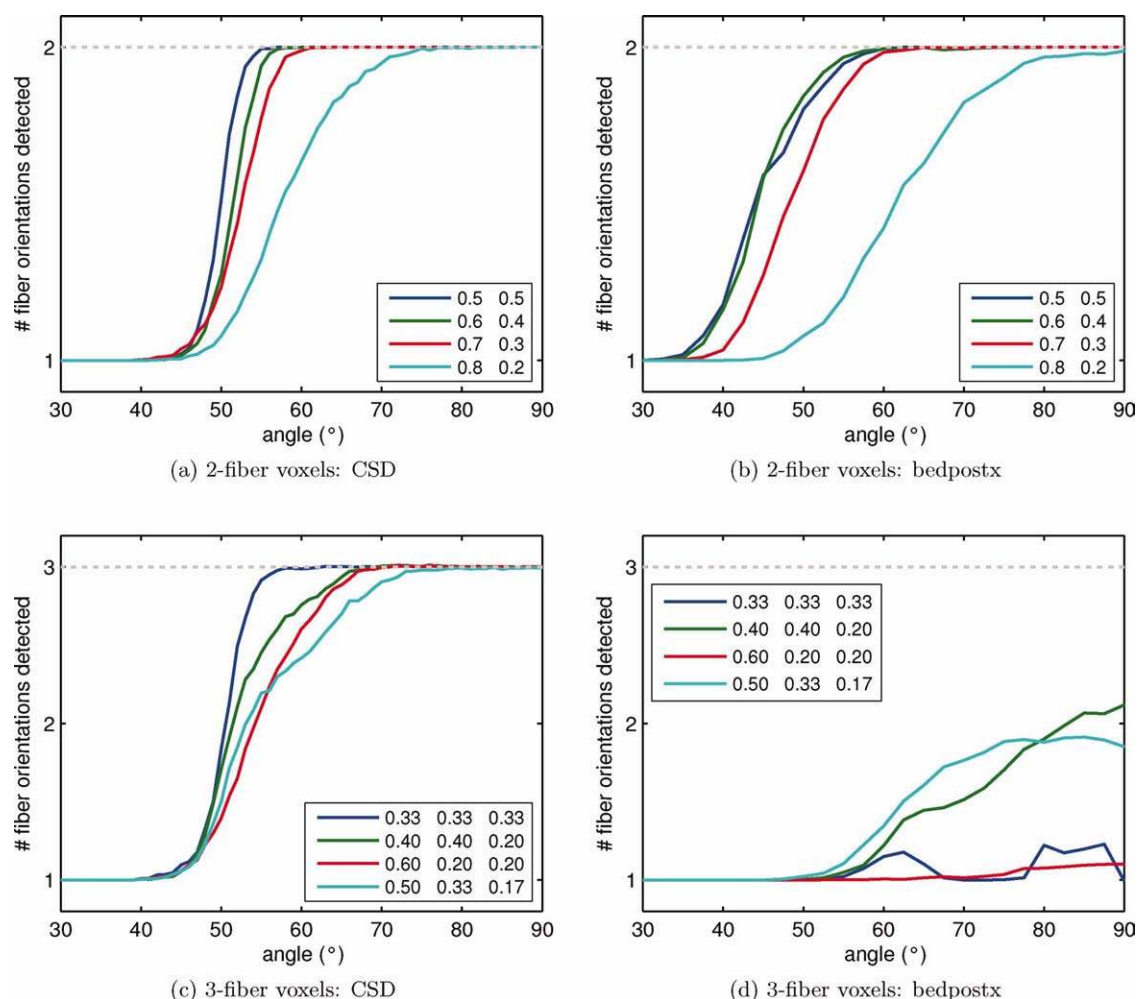 # fiber orientations detected
2
1
30 40 50 60 70 80 90
angle (°)
0.5 0.5
0.6 0.4
0.7 0.3
0.8 0.2
(a) 2-fiber voxels: CSD
# fiber orientations detected
2
1
30 40 50 60 70 80 90
angle (°)
0.5 0.5
0.6 0.4
0.7 0.3
0.8 0.2
(b) 2-fiber voxels: bedpostx
# fiber orientations detected
3
2
1
30 40 50 60 70 80 90
angle (°)
0.33 0.33 0.33
0.40 0.40 0.20
0.60 0.20 0.20
0.50 0.33 0.17
(c) 3-fiber voxels: CSD
# fiber orientations detected
3
2
1
30 40 50 60 70 80 90
angle (°)
0.33 0.33 0.33
0.40 0.40 0.20
0.60 0.20 0.20
0.50 0.33 0.17
(d) 3-fiber voxels: bedpostx